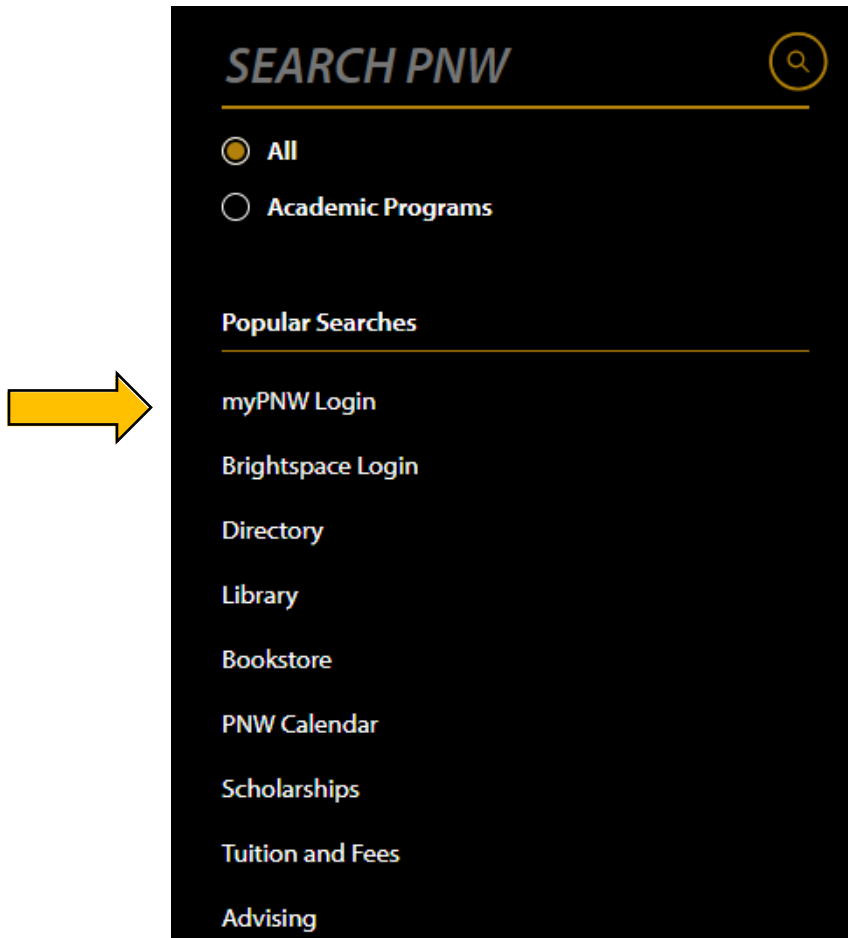 SEARCH PNW
All
Academic Programs
Popular Searches
myPNW Login
Brightspace Login
Directory
Library
Bookstore
PNW Calendar
Scholarships
Tuition and Fees
Advising